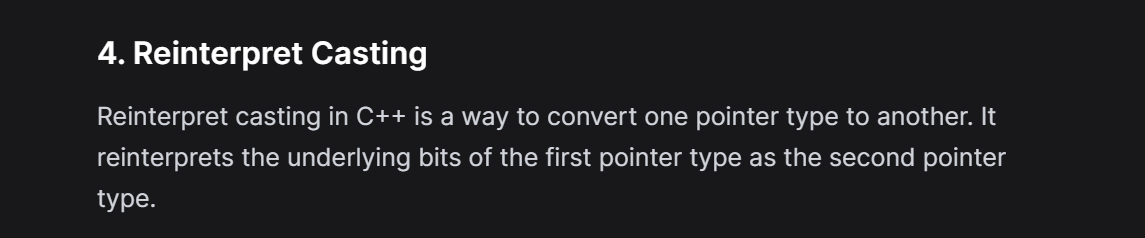 4. Reinterpret Casting
Reinterpret casting in C++ is a way to convert one pointer type to another. It
reinterprets the underlying bits of the first pointer type as the second pointer
type.